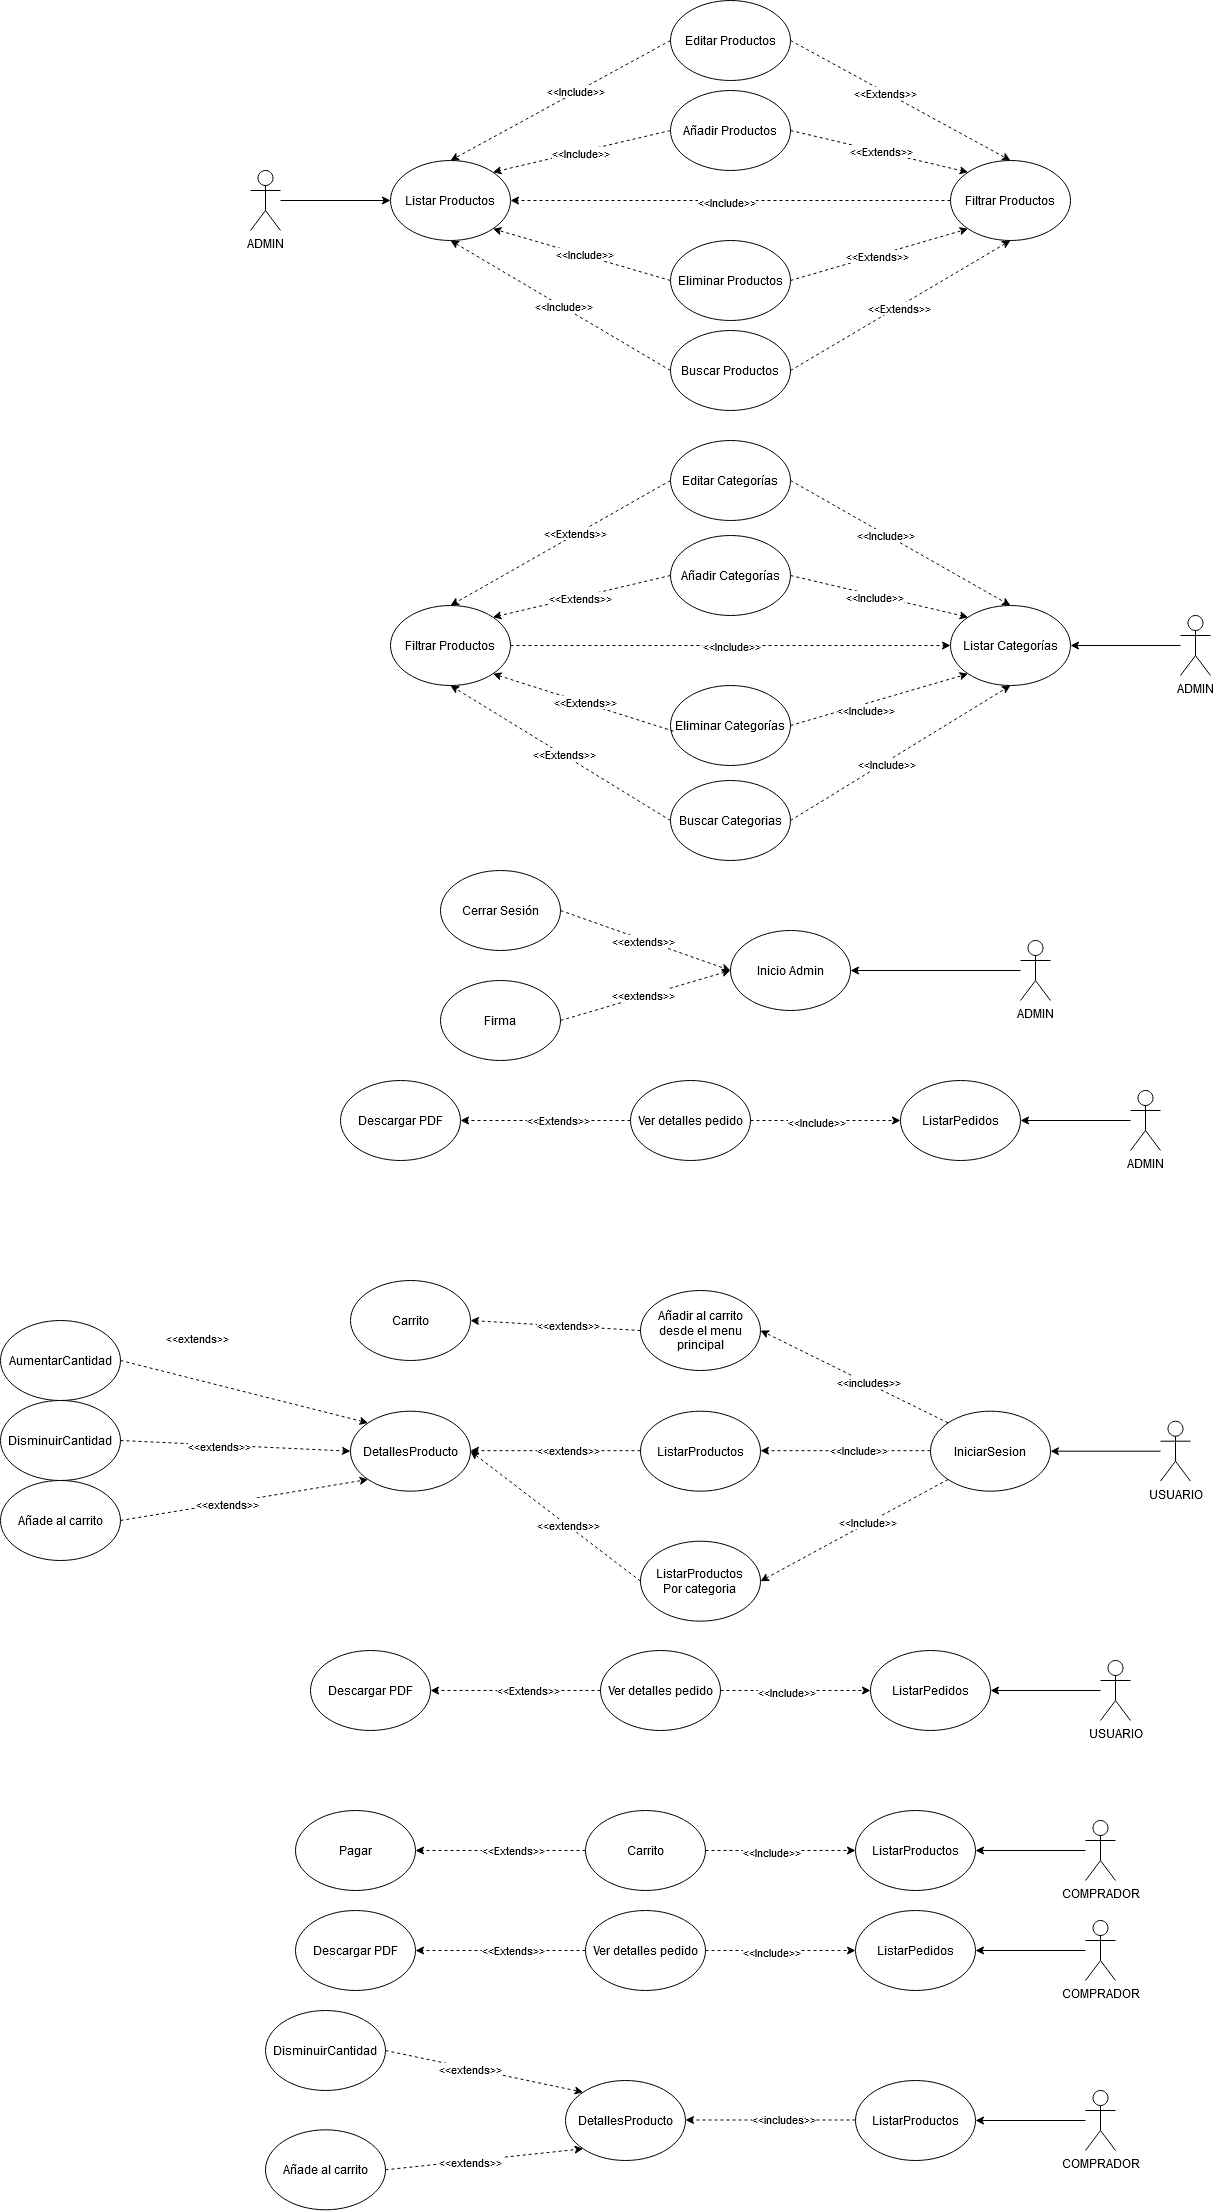 Editar Productos
<<Include>>
<<Extends>>
Añadir Productos
<<Include>>
<<Extends>>
ADMIN
Listar Productos
<<Include>>
Filtrar Productos
<<Include>>
Eliminar Productos
<<Extends>>
<<Include>>
<<Extends>>
Buscar Productos
Editar Categorías
<<Extends>>
<<Include>>
Añadir Categorías
<<Extends>>
<<Include>>
Filtrar Productos
<<Include>>
Listar Categorías
ADMIN
<<Extends>>
Eliminar Categorías
<<Include>>
<<Extends>>
<<Include>>
Buscar Categorias
Cerrar Sesión
<<extends>>
Inicio Admin
<<extends>>
Firma
ADMIN
Descargar PDF
<<Extends>>
Ver detalles pedido
<<Include>>
ListarPedidos
ADMIN
Carrito
<<extends>>
Añadir al carrito
desde el menu
principal
<<extends>>
AumentarCantidad
<<includes>>
DisminuirCantidad
<<extends>>
DetallesProducto
<<extends>>
ListarProductos
<<Include>>
IniciarSesion
USUARIO
Añade al carrito
<<extends>>
<<extends>>
<<Include>>
ListarProductos
Por categoria
Descargar PDF
<<Extends>>
Ver detalles pedido
<<Include>>
ListarPedidos
USUARIO
Pagar
<<Extends>>
Carrito
<<Include>>
ListarProductos
COMPRADOR
Descargar PDF
<<Extends>>
Ver detalles pedido
<<Include>>
ListarPedidos
COMPRADOR
DisminuirCantidad
<<extends>>
DetallesProducto
<<includes>>
ListarProductos
COMPRADOR
<<extends>>
Añade al carrito